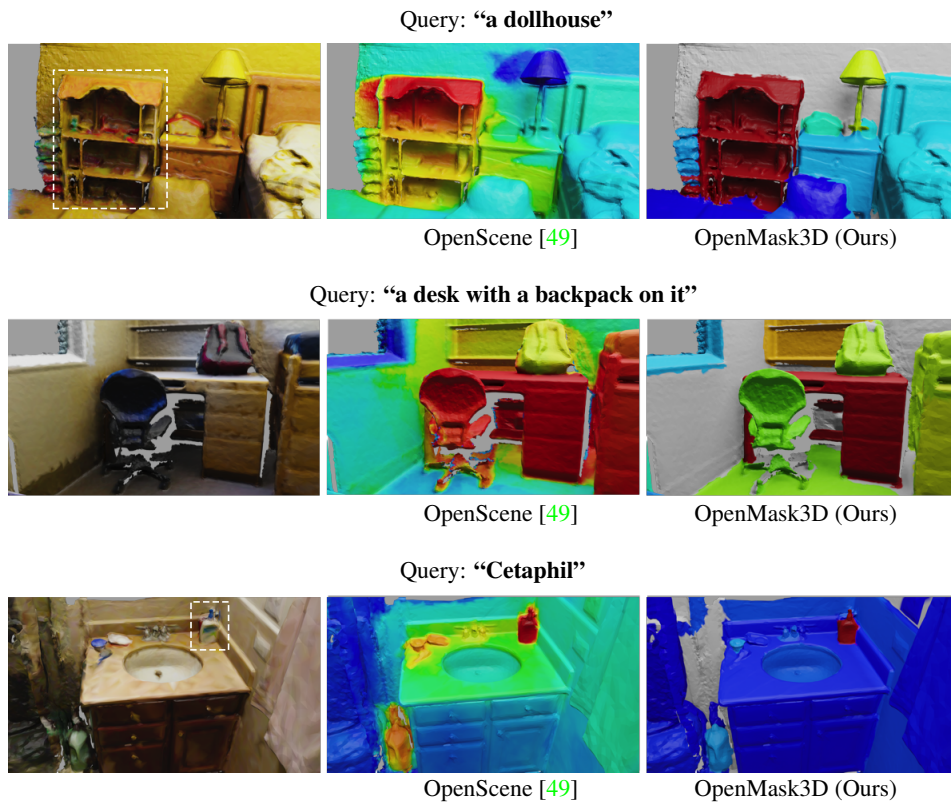 Query: “a dollhouse”
OpenScene [49]
OpenMask3D (Ours)
Query: “a desk with a backpack on it”
OpenScene [49]
OpenMask3D (Ours)
Query: “Cetaphil”
OpenScene [49]
OpenMask3D (Ours)